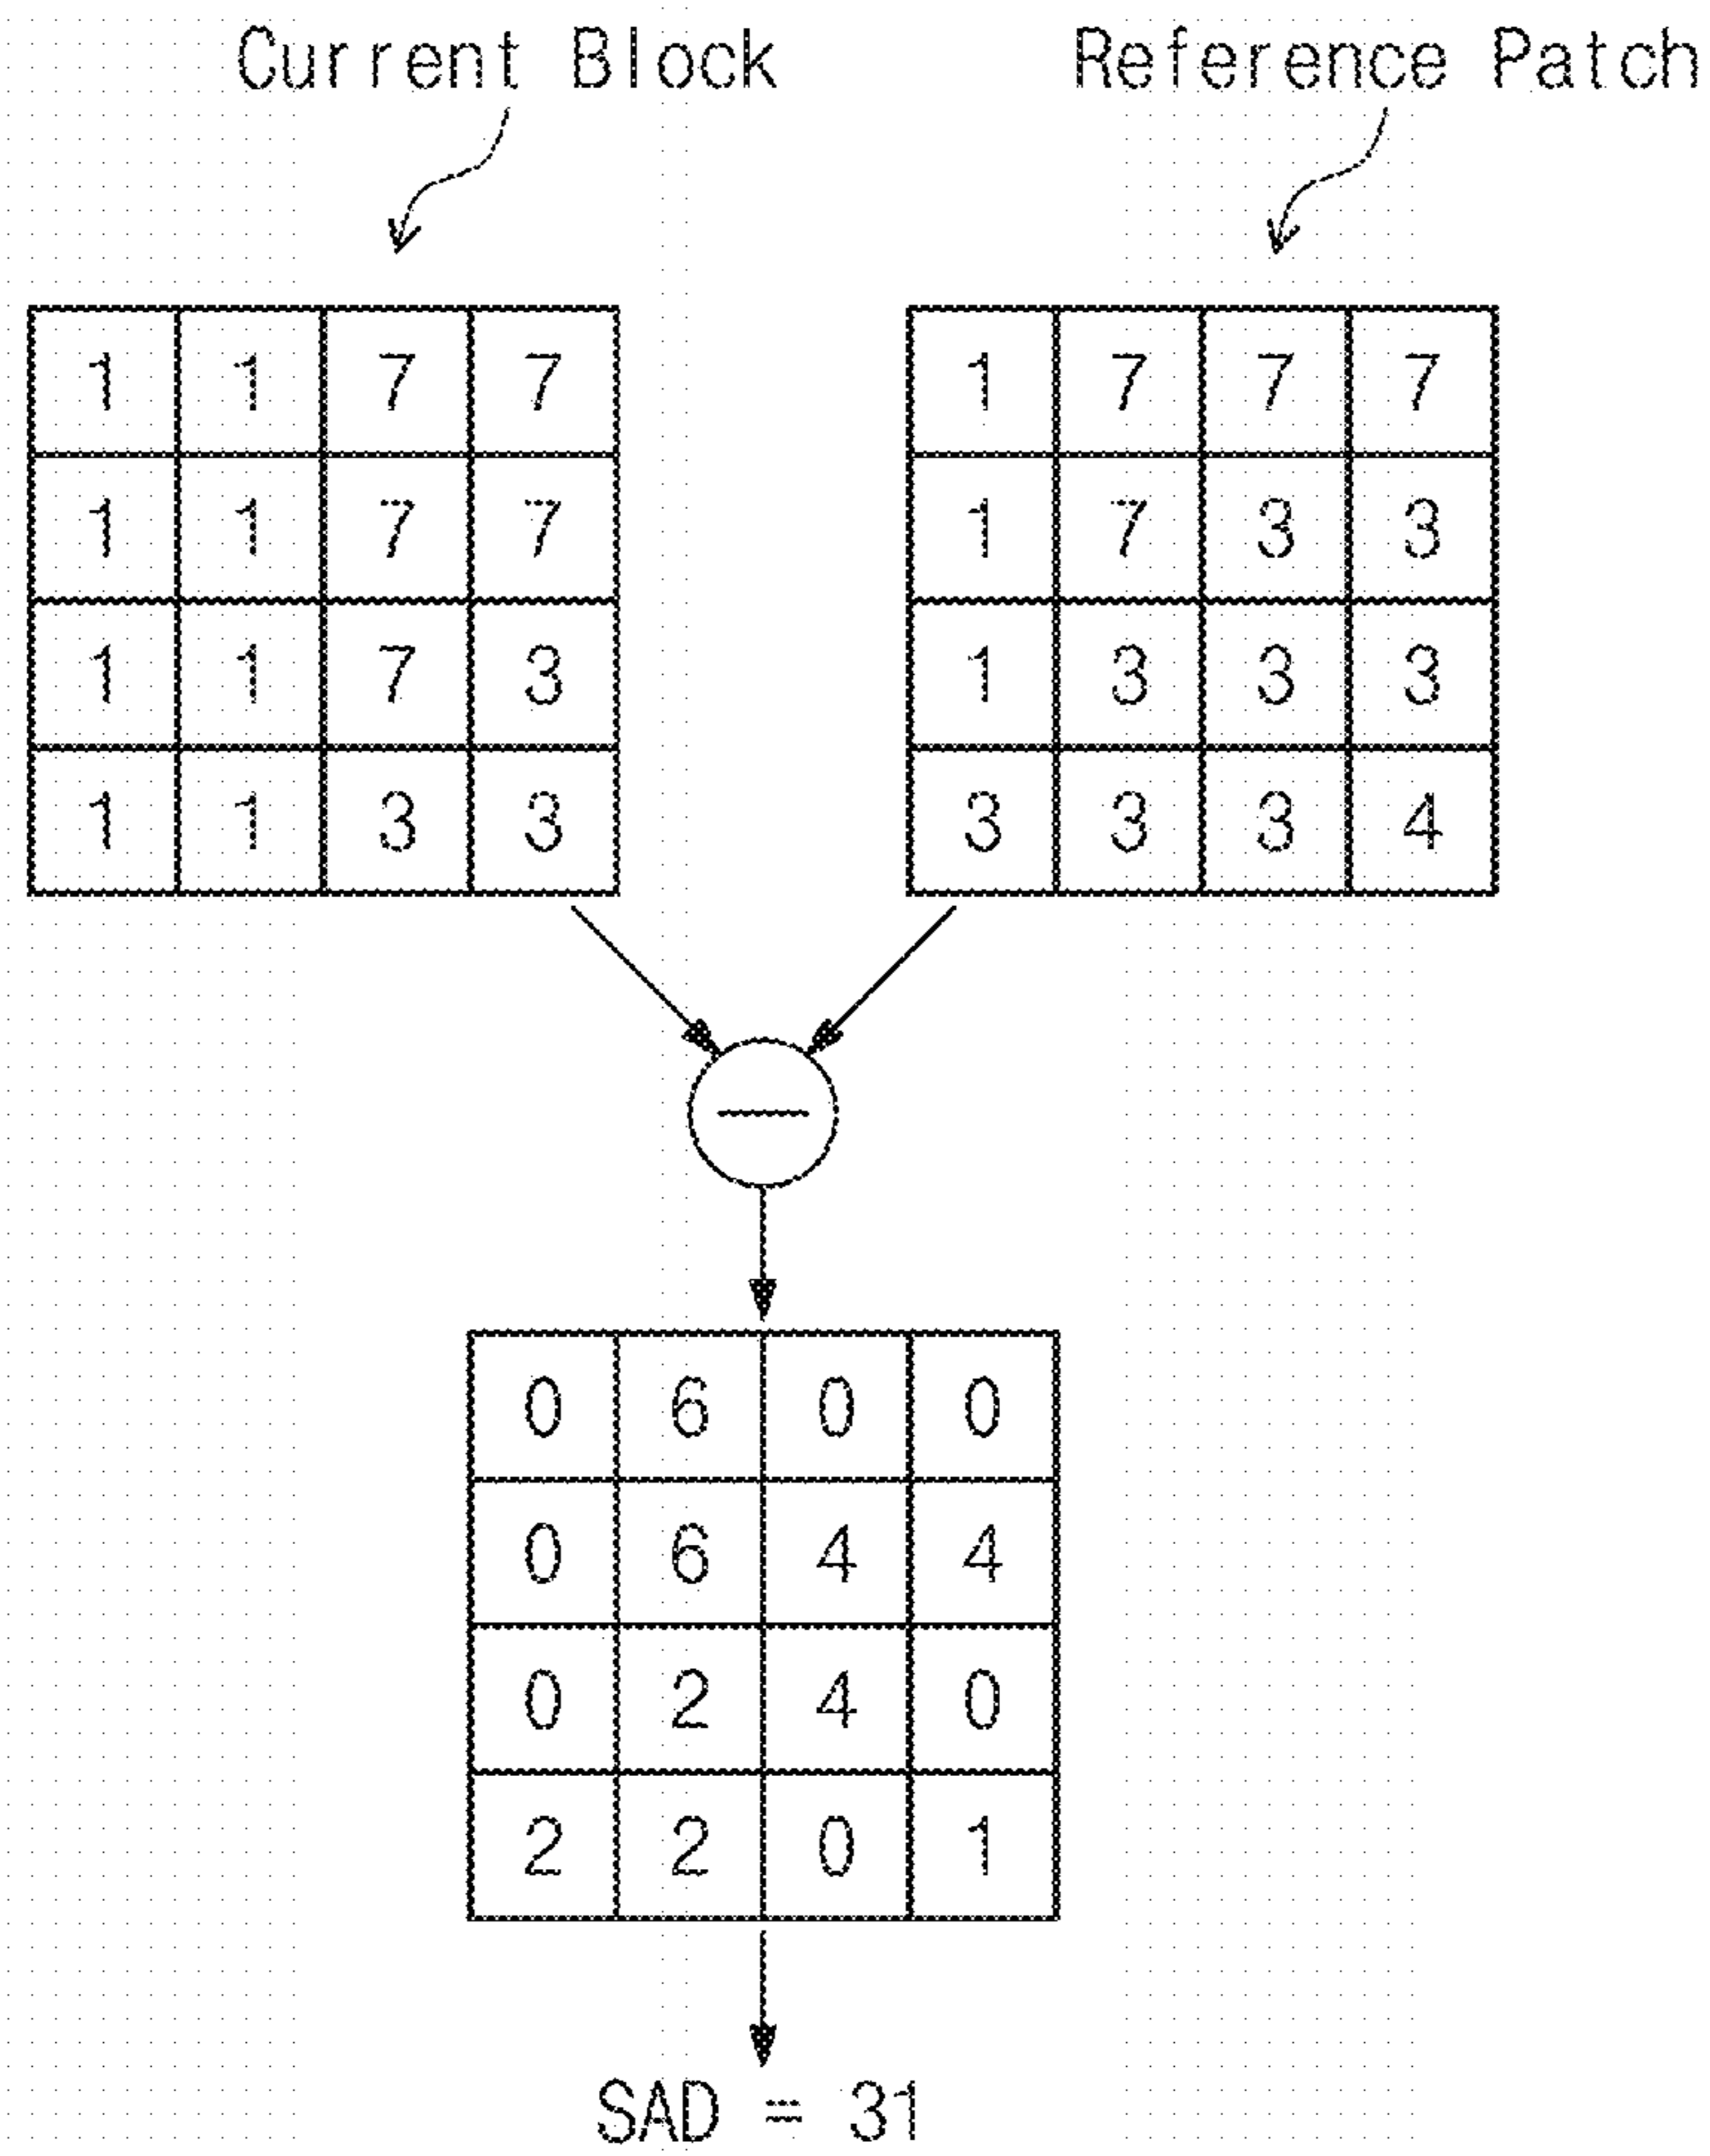 Current Block Reference Patch
1 1 7 7 1 7 7 7
1 1 7 7 1 7 3 3
1 1 7 3 1 3 3 3
1 1 3 3 3 3 3 4
—
0 6 0 0
0 6 4 4
0 2 4 0
2 2 0 1
SAD = 31